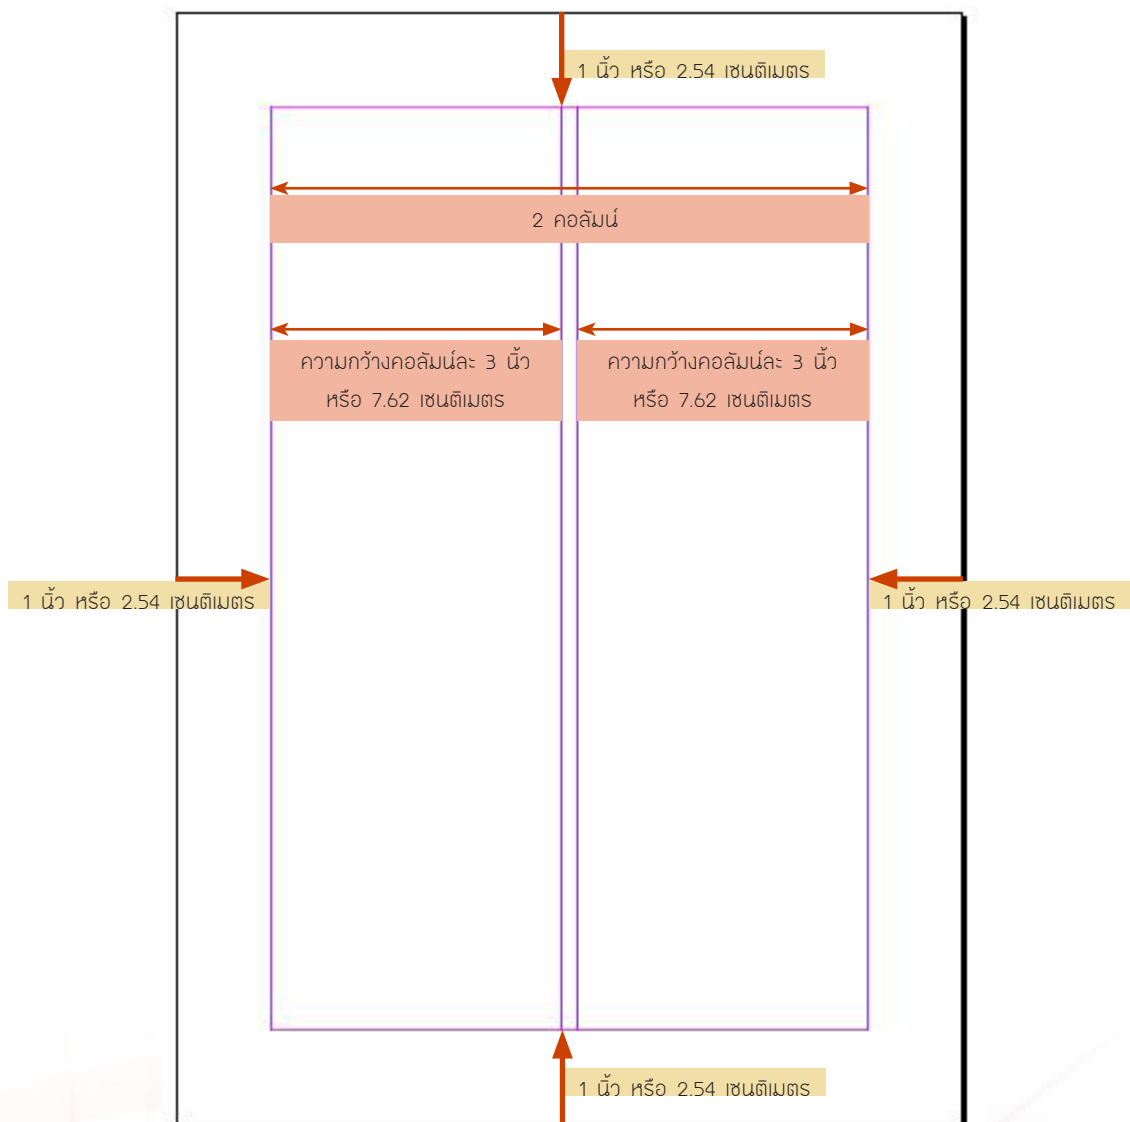 1 นิ้ว หรือ 2.54 เซนติเมตร
2 คอลัมน์
ความกว้างคอลัมน์ละ 3 นิ้ว
หรือ 7.62 เซนติเมตร
ความกว้างคอลัมน์ละ 3 นิ้ว
หรือ 7.62 เซนติเมตร
1 นิ้ว หรือ 2.54 เซนติเมตร
1 นิ้ว หรือ 2.54 เซนติเมตร
1 นิ้ว หรือ 2.54 เซนติเมตร